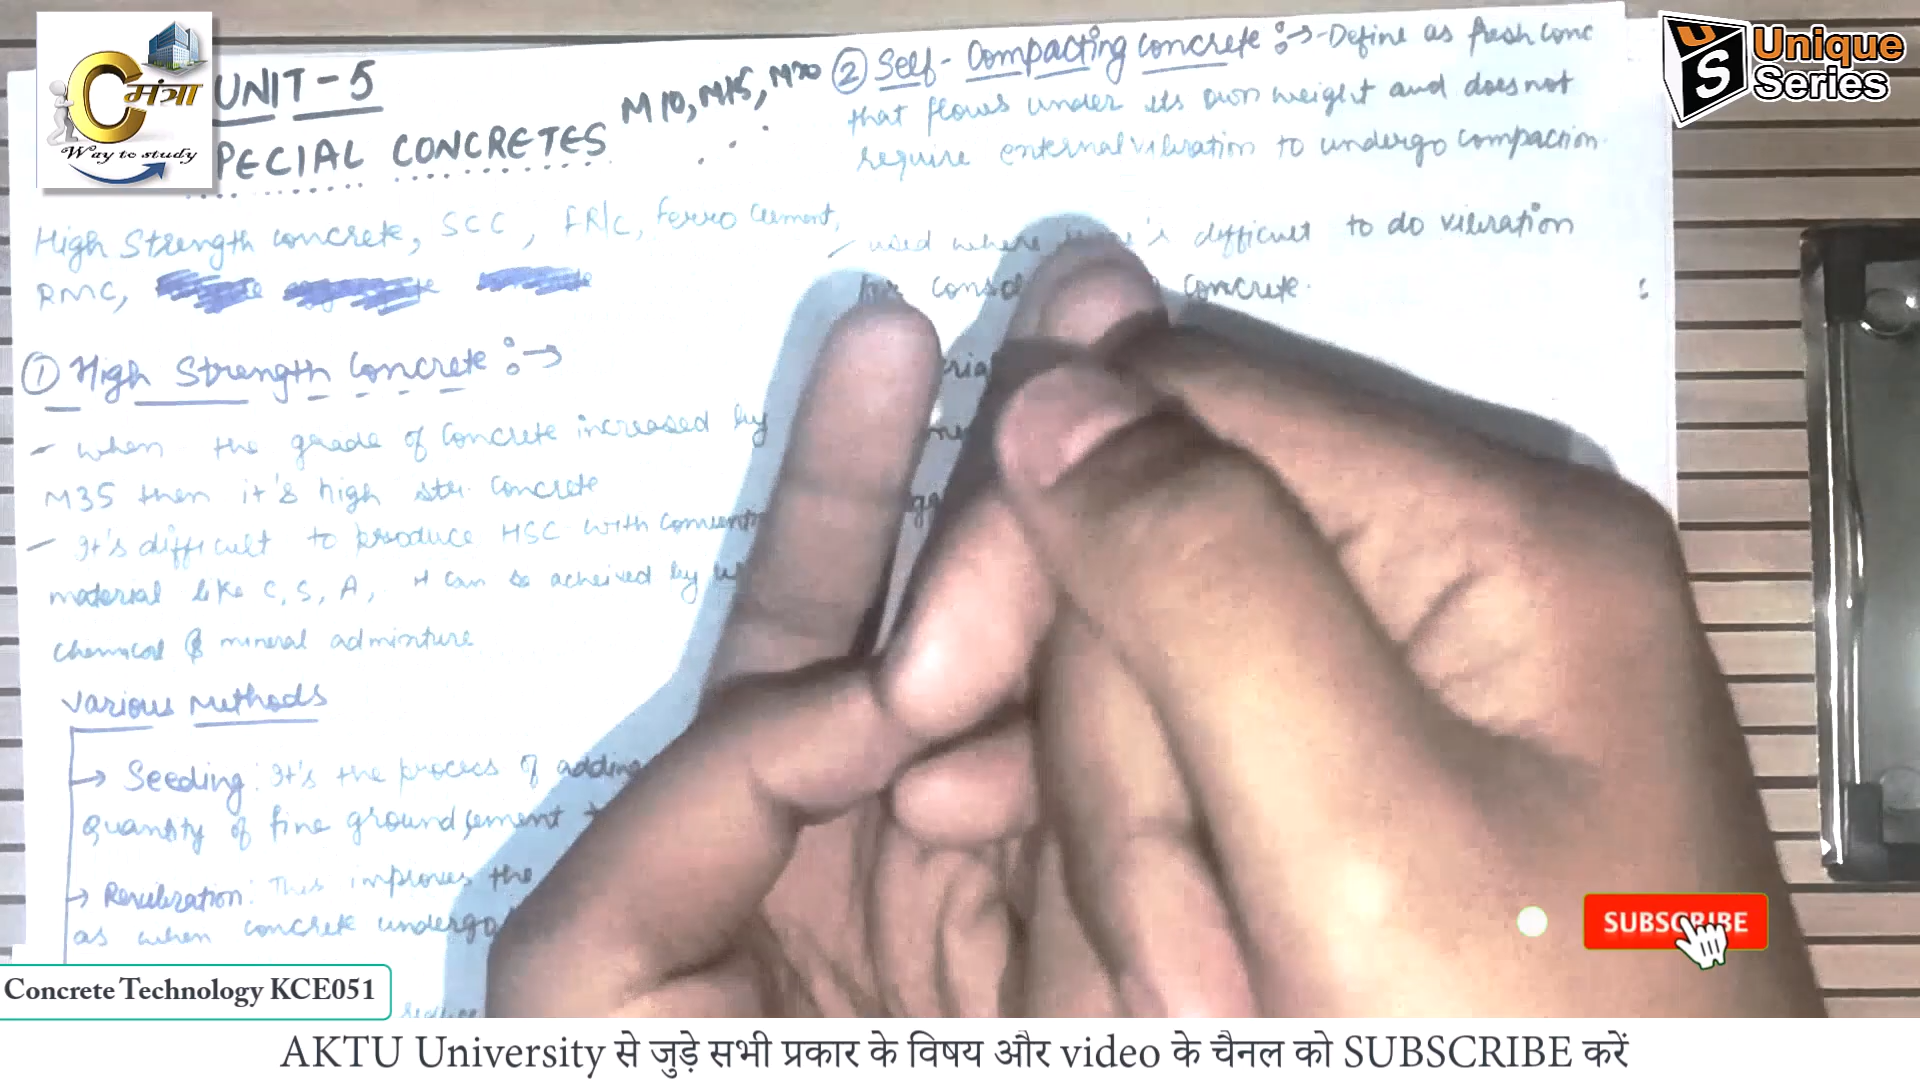 C मंत्रा
Way to study
UNIT-5
PECIAL CONCRETES
M10, M15, M20
High Strength concrete, SCC, FR/C, Ferro Cement,
RMC,
① High Strength Concrete :→
- when the grade of Concrete increased by
M35 then it's high str. Concrete
- It's difficult to produce HSC with
material like C, S, A, it can be acheived by
chemical & mineral admixture
Various Methods
→ Seeding: It's the process of adding
quantity of fine ground cement
→ Revibration: This improves the
as when concrete undergo
② Self-Compacting Concrete :→ -Define as fresh conc
that flows under its own weight and does not
require external vibration to undergo compaction.
- used where difficult to do vibration
concrete.
US
Unique
Series
SUBSCRIBE
Concrete Technology KCE051
AKTU University से जुड़े सभी प्रकार के विषय और video के चैनल को SUBSCRIBE करें